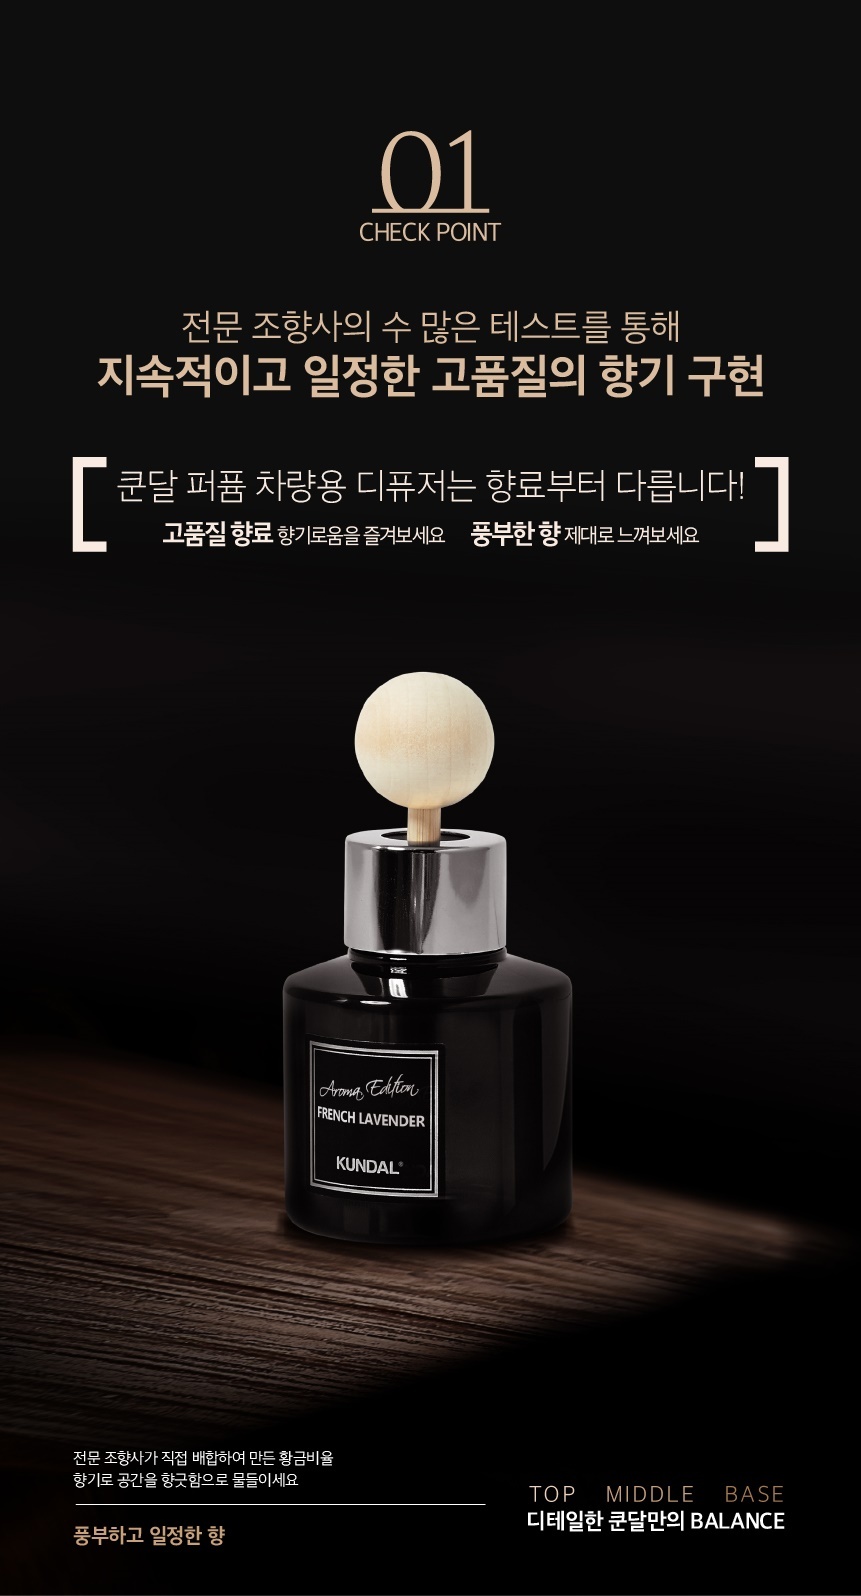 01
CHECK POINT
전문 조향사의 수 많은 테스트를 통해
지속적이고 일정한 고품질의 향기 구현
쿤달 퍼퓸 차량용 디퓨저는 향료부터 다릅니다!
고품질 향료 향기로움을 즐겨보세요 풍부한 향 제대로 느껴보세요
Aroma Edition
FRENCH LAVENDER
KUNDAL®
전문 조향사가 직접 배합하여 만든 황금비율
향기로 공간을 향긋함으로 물들이세요
풍부하고 일정한 향
TOP MIDDLE BASE
디테일한 쿤달만의 BALANCE